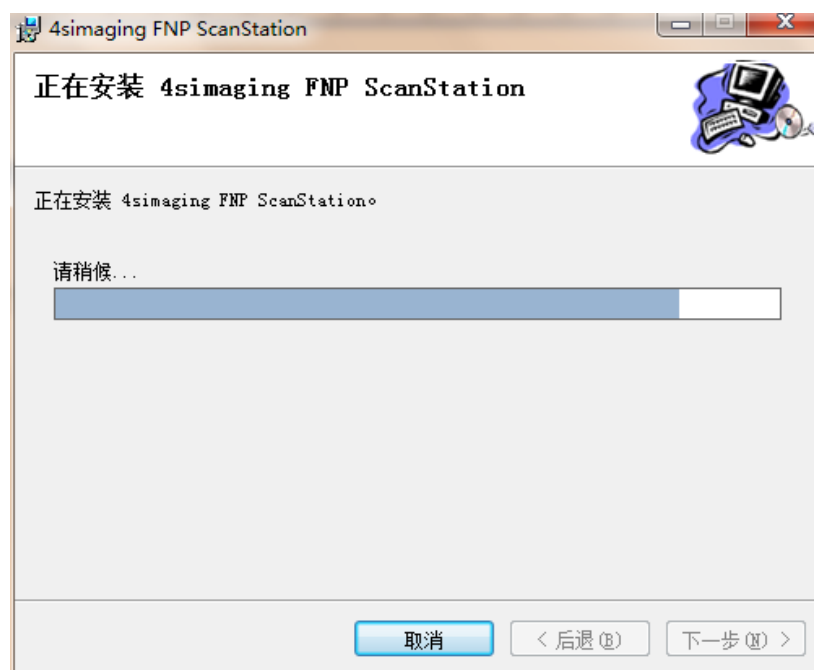 4simaging FNP ScanStation
正在安装 4simaging FNP ScanStation
正在安装 4simaging FNP ScanStation。
请稍候...
取消
< 后退(B)
下一步(N) >